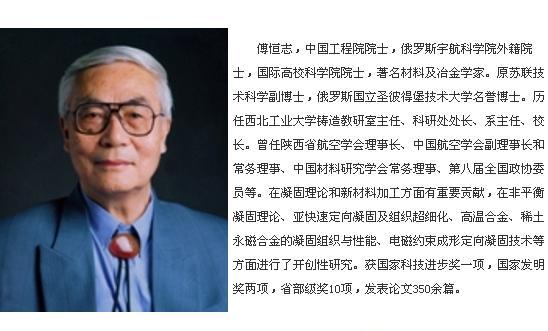 傅恒志，中国工程院院士，俄罗斯宇航科学院外籍院
士，国际高校科学院院士，著名材料及冶金学家。原苏联技
术科学副博士，俄罗斯国立圣彼得堡技术大学名誉博士。历
任西北工业大学铸造教研室主任、科研处处长、系主任、校
长。曾任陕西省航空学会理事长、中国航空学会副理事长和
常务理事、中国材料研究学会常务理事、第八届全国政协委
员等。在凝固理论和新材料加工方面有重要贡献，在非平衡
凝固理论、亚快速定向凝固及组织超细化、高温合金、稀土
永磁合金的凝固组织与性能、电磁约束成形定向凝固技术等
方面进行了开创性研究。获国家科技进步奖一项，国家发明
奖两项，省部级奖10项，发表论文350余篇。